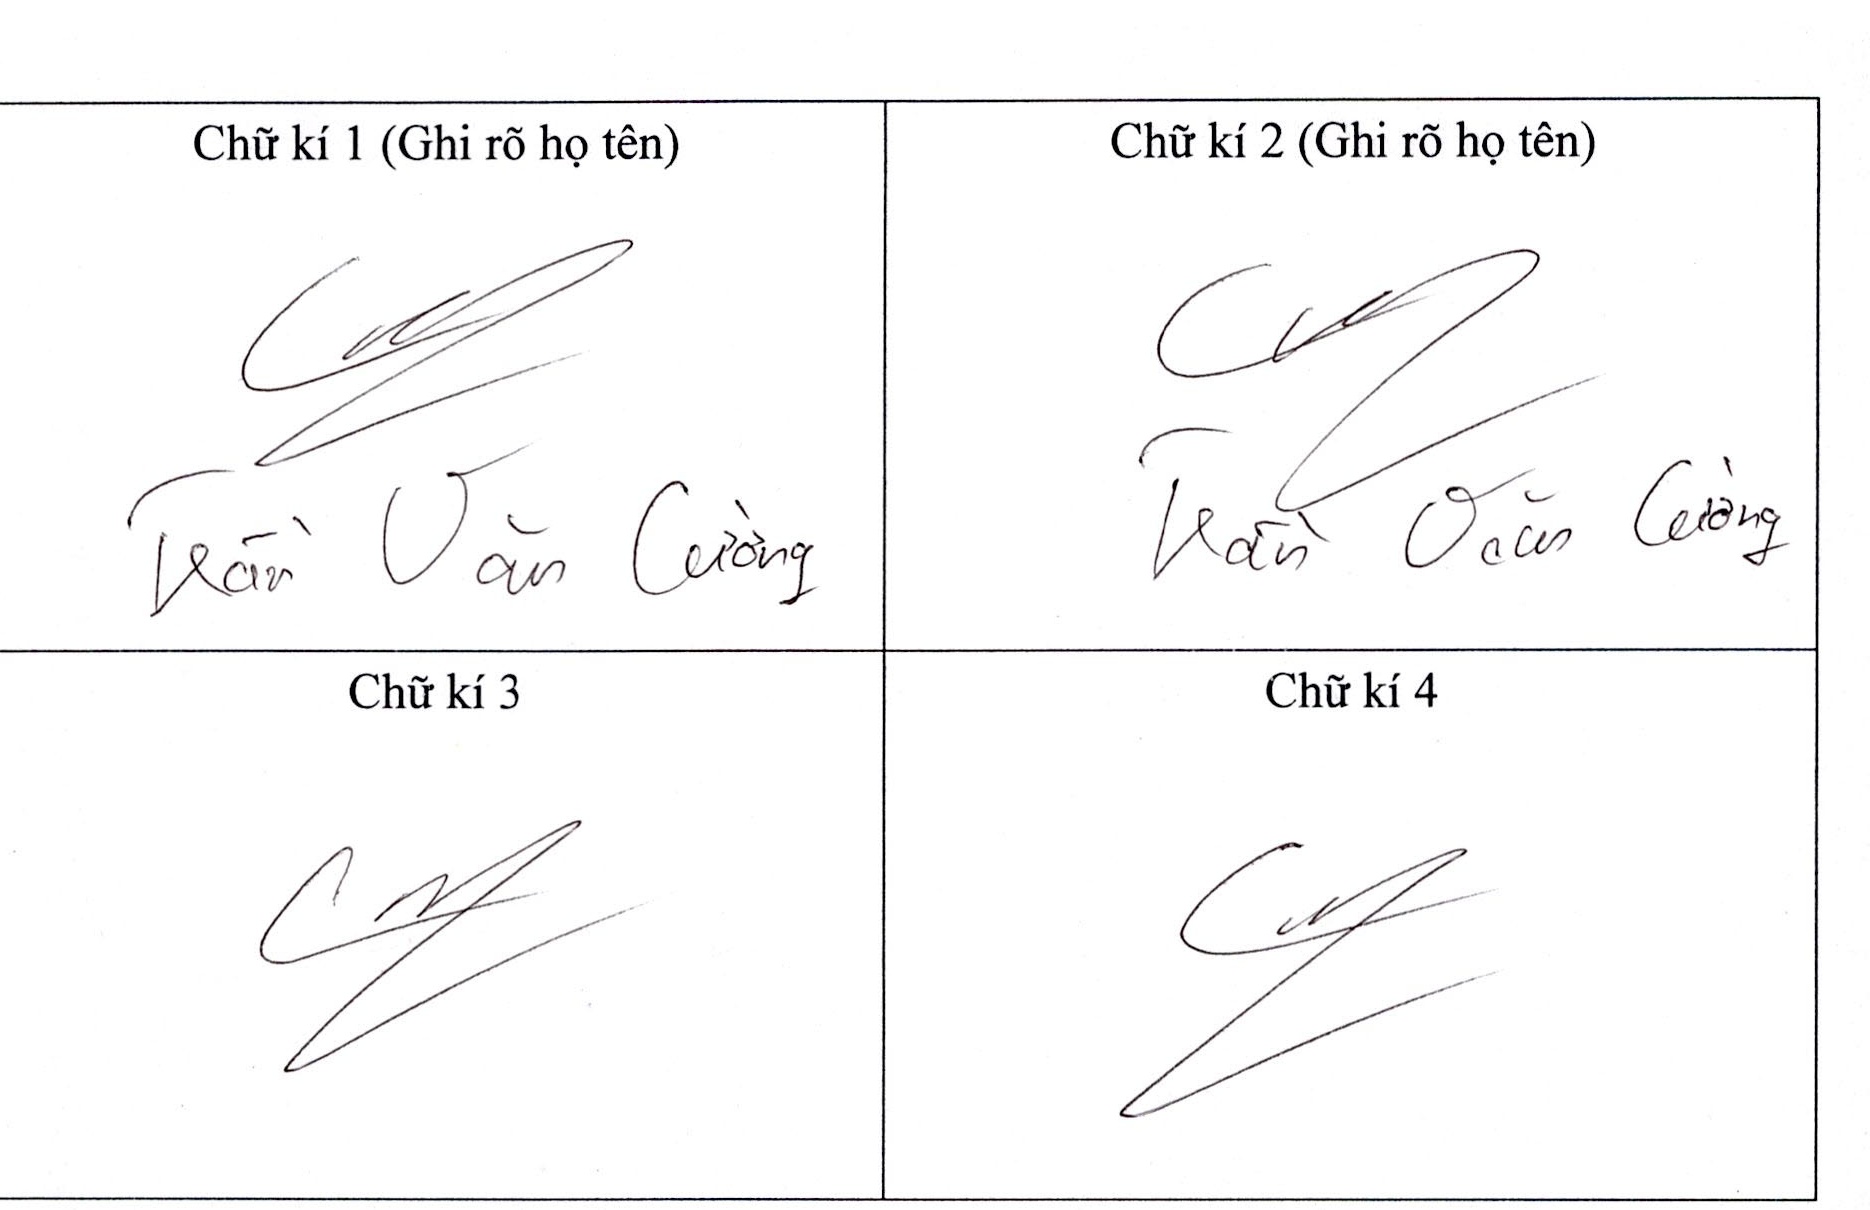 Chữ kí 1 (Ghi rõ họ tên)
Trần Văn Cường
Chữ kí 2 (Ghi rõ họ tên)
Trần Văn Cường
Chữ kí 3
Chữ kí 4